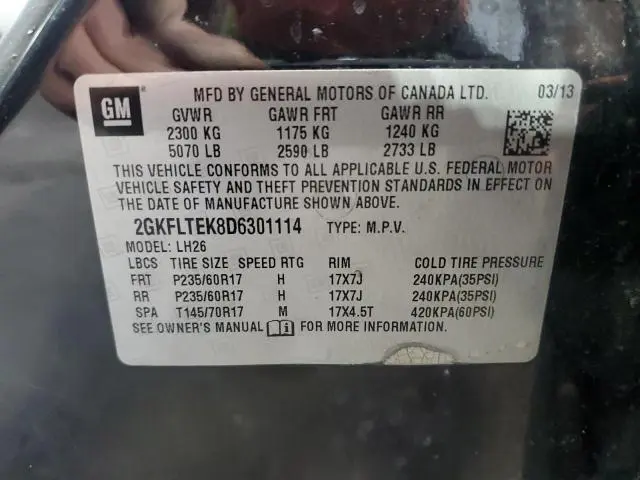 GM MFD BY GENERAL MOTORS OF CANADA LTD. 03/13
GVWR GAWR FRT GAWR RR
2300 KG 1175 KG 1240 KG
5070 LB 2590 LB 2733 LB
THIS VEHICLE CONFORMS TO ALL APPLICABLE U.S. FEDERAL MOTOR
VEHICLE SAFETY AND THEFT PREVENTION STANDARDS IN EFFECT ON
THE DATE OF MANUFACTURE SHOWN ABOVE.
2GKFLTEK8D6301114 TYPE: M.P.V.
MODEL: LH26
LBCS TIRE SIZE SPEED RTG RIM COLD TIRE PRESSURE
FRT P235/60R17 H 17X7J 240KPA(35PSI)
RR P235/60R17 H 17X7J 240KPA(35PSI)
SPA T145/70R17 M 17X4.5T 420KPA(60PSI)
SEE OWNER'S MANUAL FOR MORE INFORMATION.